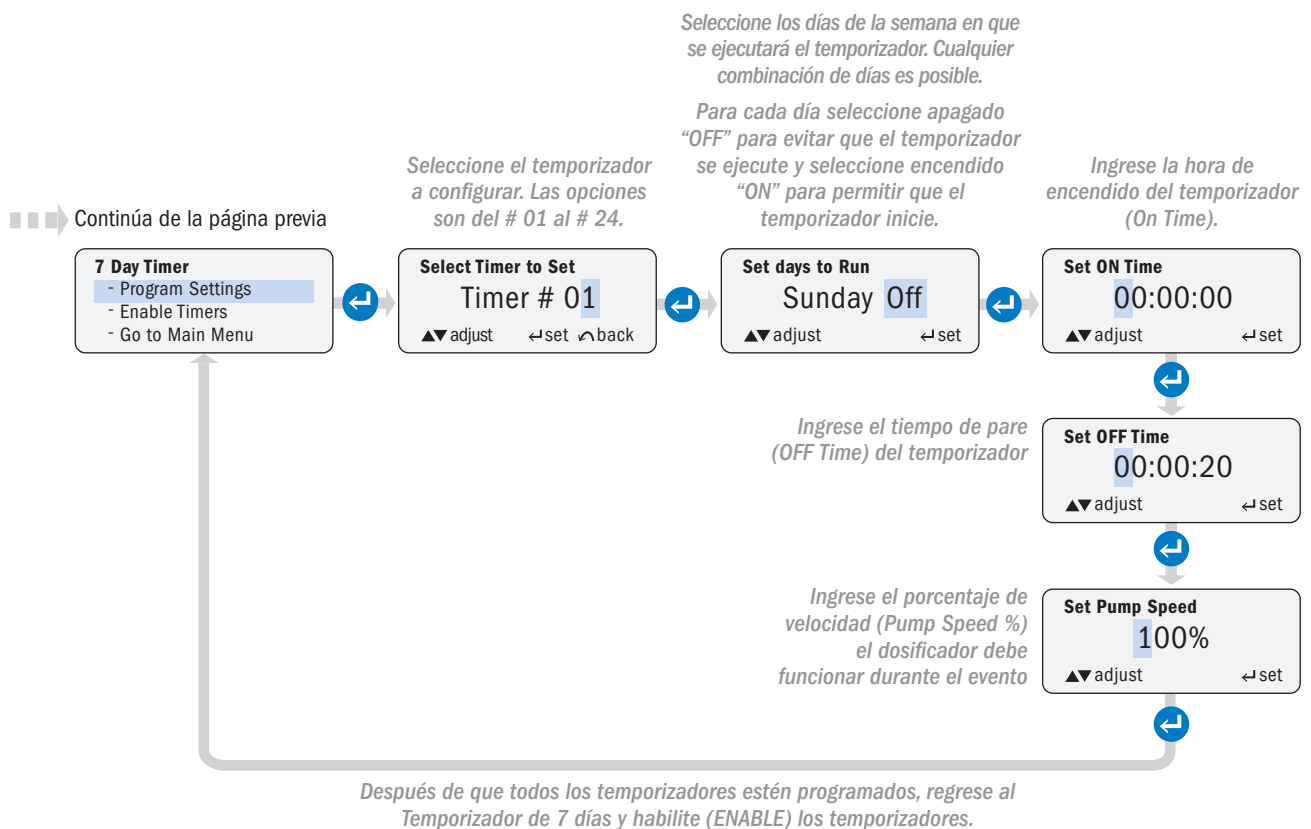 Seleccione los días de la semana en que
se ejecutará el temporizador. Cualquier
combinación de días es posible.
Para cada día seleccione apagado
“OFF” para evitar que el temporizador
se ejecute y seleccione encendido
“ON” para permitir que el
temporizador inicie.
Seleccione el temporizador
a configurar. Las opciones
son del # 01 al # 24.
Ingrese la hora de
encendido del temporizador
(On Time).
Continúa de la página previa
7 Day Timer
- Program Settings
- Enable Timers
- Go to Main Menu
Select Timer to Set
Timer # 01
▲▼ adjust ↵ set ↶ back
Set days to Run
Sunday Off
▲▼ adjust ↵ set
Set ON Time
00:00:00
▲▼ adjust ↵ set
Ingrese el tiempo de pare
(OFF Time) del temporizador
Set OFF Time
00:00:20
▲▼ adjust ↵ set
Ingrese el porcentaje de
velocidad (Pump Speed %)
el dosificador debe
funcionar durante el evento
Set Pump Speed
100%
▲▼ adjust ↵ set
Después de que todos los temporizadores estén programados, regrese al
Temporizador de 7 días y habilite (ENABLE) los temporizadores.